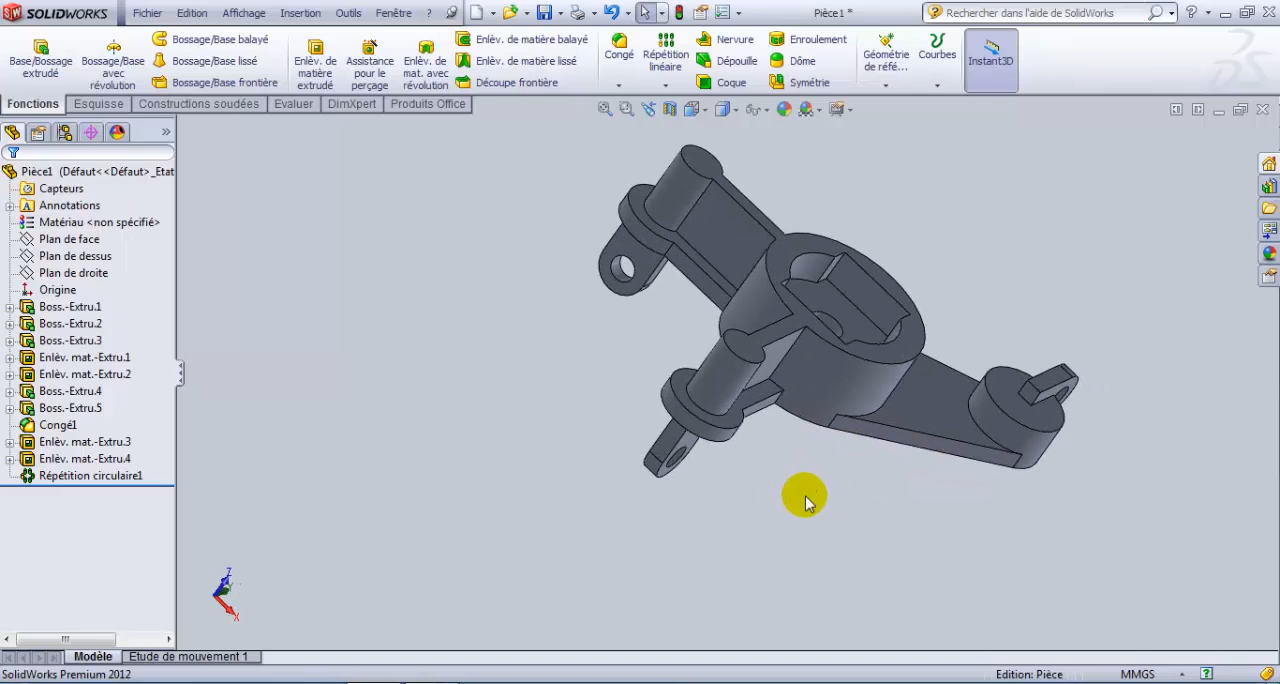 SOLIDWORKS Fichier Edition Affichage Insertion Outils Fenêtre ? Pièce1 * Rechercher dans l'aide de SolidWorks ?
Base/Bossage extrudé
Bossage/Base avec révolution
Bossage/Base balayé
Bossage/Base lissé
Bossage/Base frontière
Enlèv. de matière extrudé
Assistance pour le perçage
Enlèv. de mat. avec révolution
Enlèv. de matière balayé
Enlèv. de matière lissé
Découpe frontière
Congé
Répétition linéaire
Nervure
Dépouille
Coque
Enroulement
Dôme
Symétrie
Géométrie de réfé...
Courbes
Instant3D
Fonctions Esquisse Constructions soudées Evaluer DimXpert Produits Office
Pièce1 (Défaut<<Défaut>_Etat
Capteurs
Annotations
Matériau <non spécifié>
Plan de face
Plan de dessus
Plan de droite
Origine
Boss.-Extru.1
Boss.-Extru.2
Boss.-Extru.3
Enlèv. mat.-Extru.1
Enlèv. mat.-Extru.2
Boss.-Extru.4
Boss.-Extru.5
Congé1
Enlèv. mat.-Extru.3
Enlèv. mat.-Extru.4
Répétition circulaire1
Z
X
Modèle Etude de mouvement 1
SolidWorks Premium 2012 Edition: Pièce MMGS ?